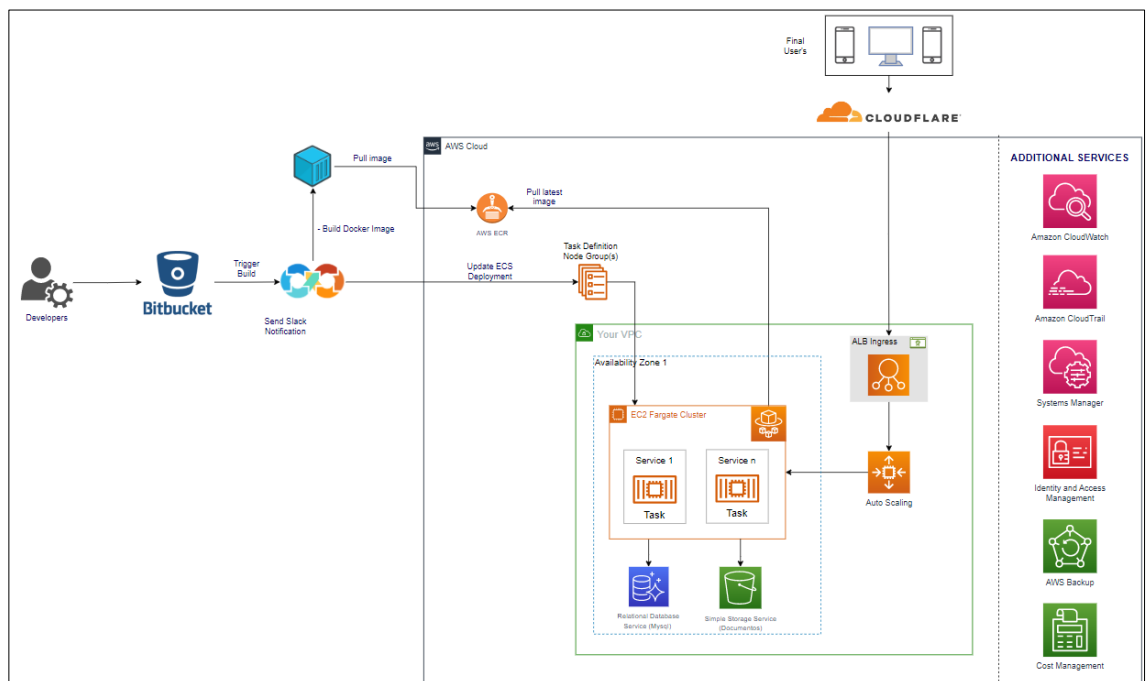 Final
User's
CLOUDFLARE
aws
AWS Cloud
ADDITIONAL SERVICES
Pull image
Pull latest
image
AWS ECR
Amazon CloudWatch
- Build Docker Image
Task Definition
Node Group(s)
Trigger
Build
Update ECS
Deployment
Bitbucket
Developers
Send Slack
Notification
Amazon CloudTrail
Your VPC
ALB Ingress
Availability Zone 1
Systems Manager
EC2 Fargate Cluster
Service 1
Task
Service n
Task
Auto Scaling
Identity and Access
Management
AWS Backup
Relational Database
Service (Mysql)
Simple Storage Service
(Documentos)
Cost Management